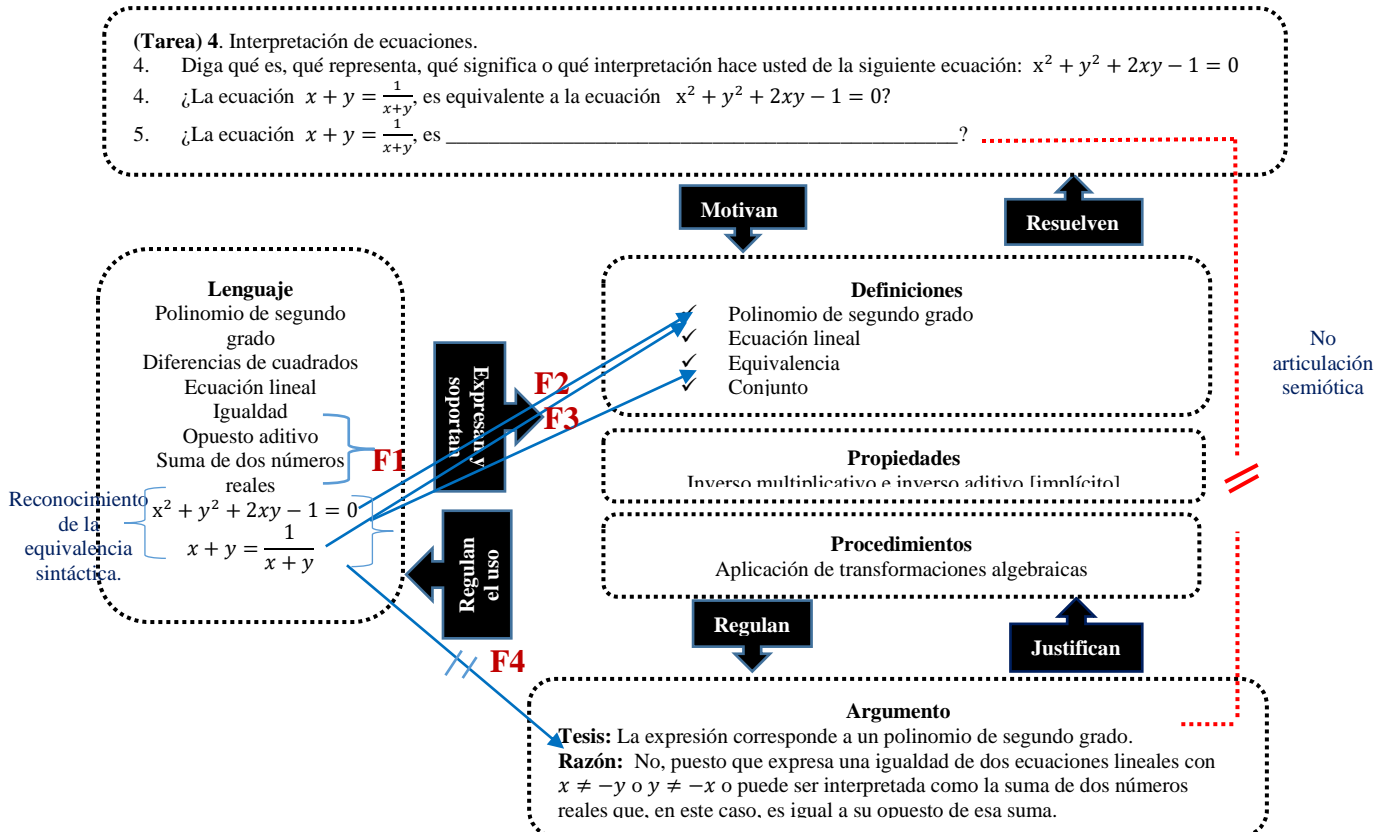 (Tarea) 4. Interpretación de ecuaciones.
4. Diga qué es, qué representa, qué significa o qué interpretación hace usted de la siguiente ecuación: x² + y² + 2xy − 1 = 0
4. ¿La ecuación x + y = 1/(x+y), es equivalente a la ecuación x² + y² + 2xy − 1 = 0?
5. ¿La ecuación x + y = 1/(x+y), es ______________________________________________?
Motivan
Resuelven
Lenguaje
Polinomio de segundo
grado
Diferencias de cuadrados
Ecuación lineal
Igualdad
Opuesto aditivo
Suma de dos números
reales
x² + y² + 2xy − 1 = 0
x + y = 1/(x + y)
F1
Reconocimiento
de la
equivalencia
sintáctica.
Expresan y
soportan
F2
F3
Regulan
el uso
F4
Definiciones
✓ Polinomio de segundo grado
✓ Ecuación lineal
✓ Equivalencia
✓ Conjunto
No
articulación
semiótica
Propiedades
Inverso multiplicativo e inverso aditivo [implícito]
Procedimientos
Aplicación de transformaciones algebraicas
Regulan
Justifican
Argumento
Tesis: La expresión corresponde a un polinomio de segundo grado.
Razón: No, puesto que expresa una igualdad de dos ecuaciones lineales con
x ≠ −y o y ≠ −x o puede ser interpretada como la suma de dos números
reales que, en este caso, es igual a su opuesto de esa suma.